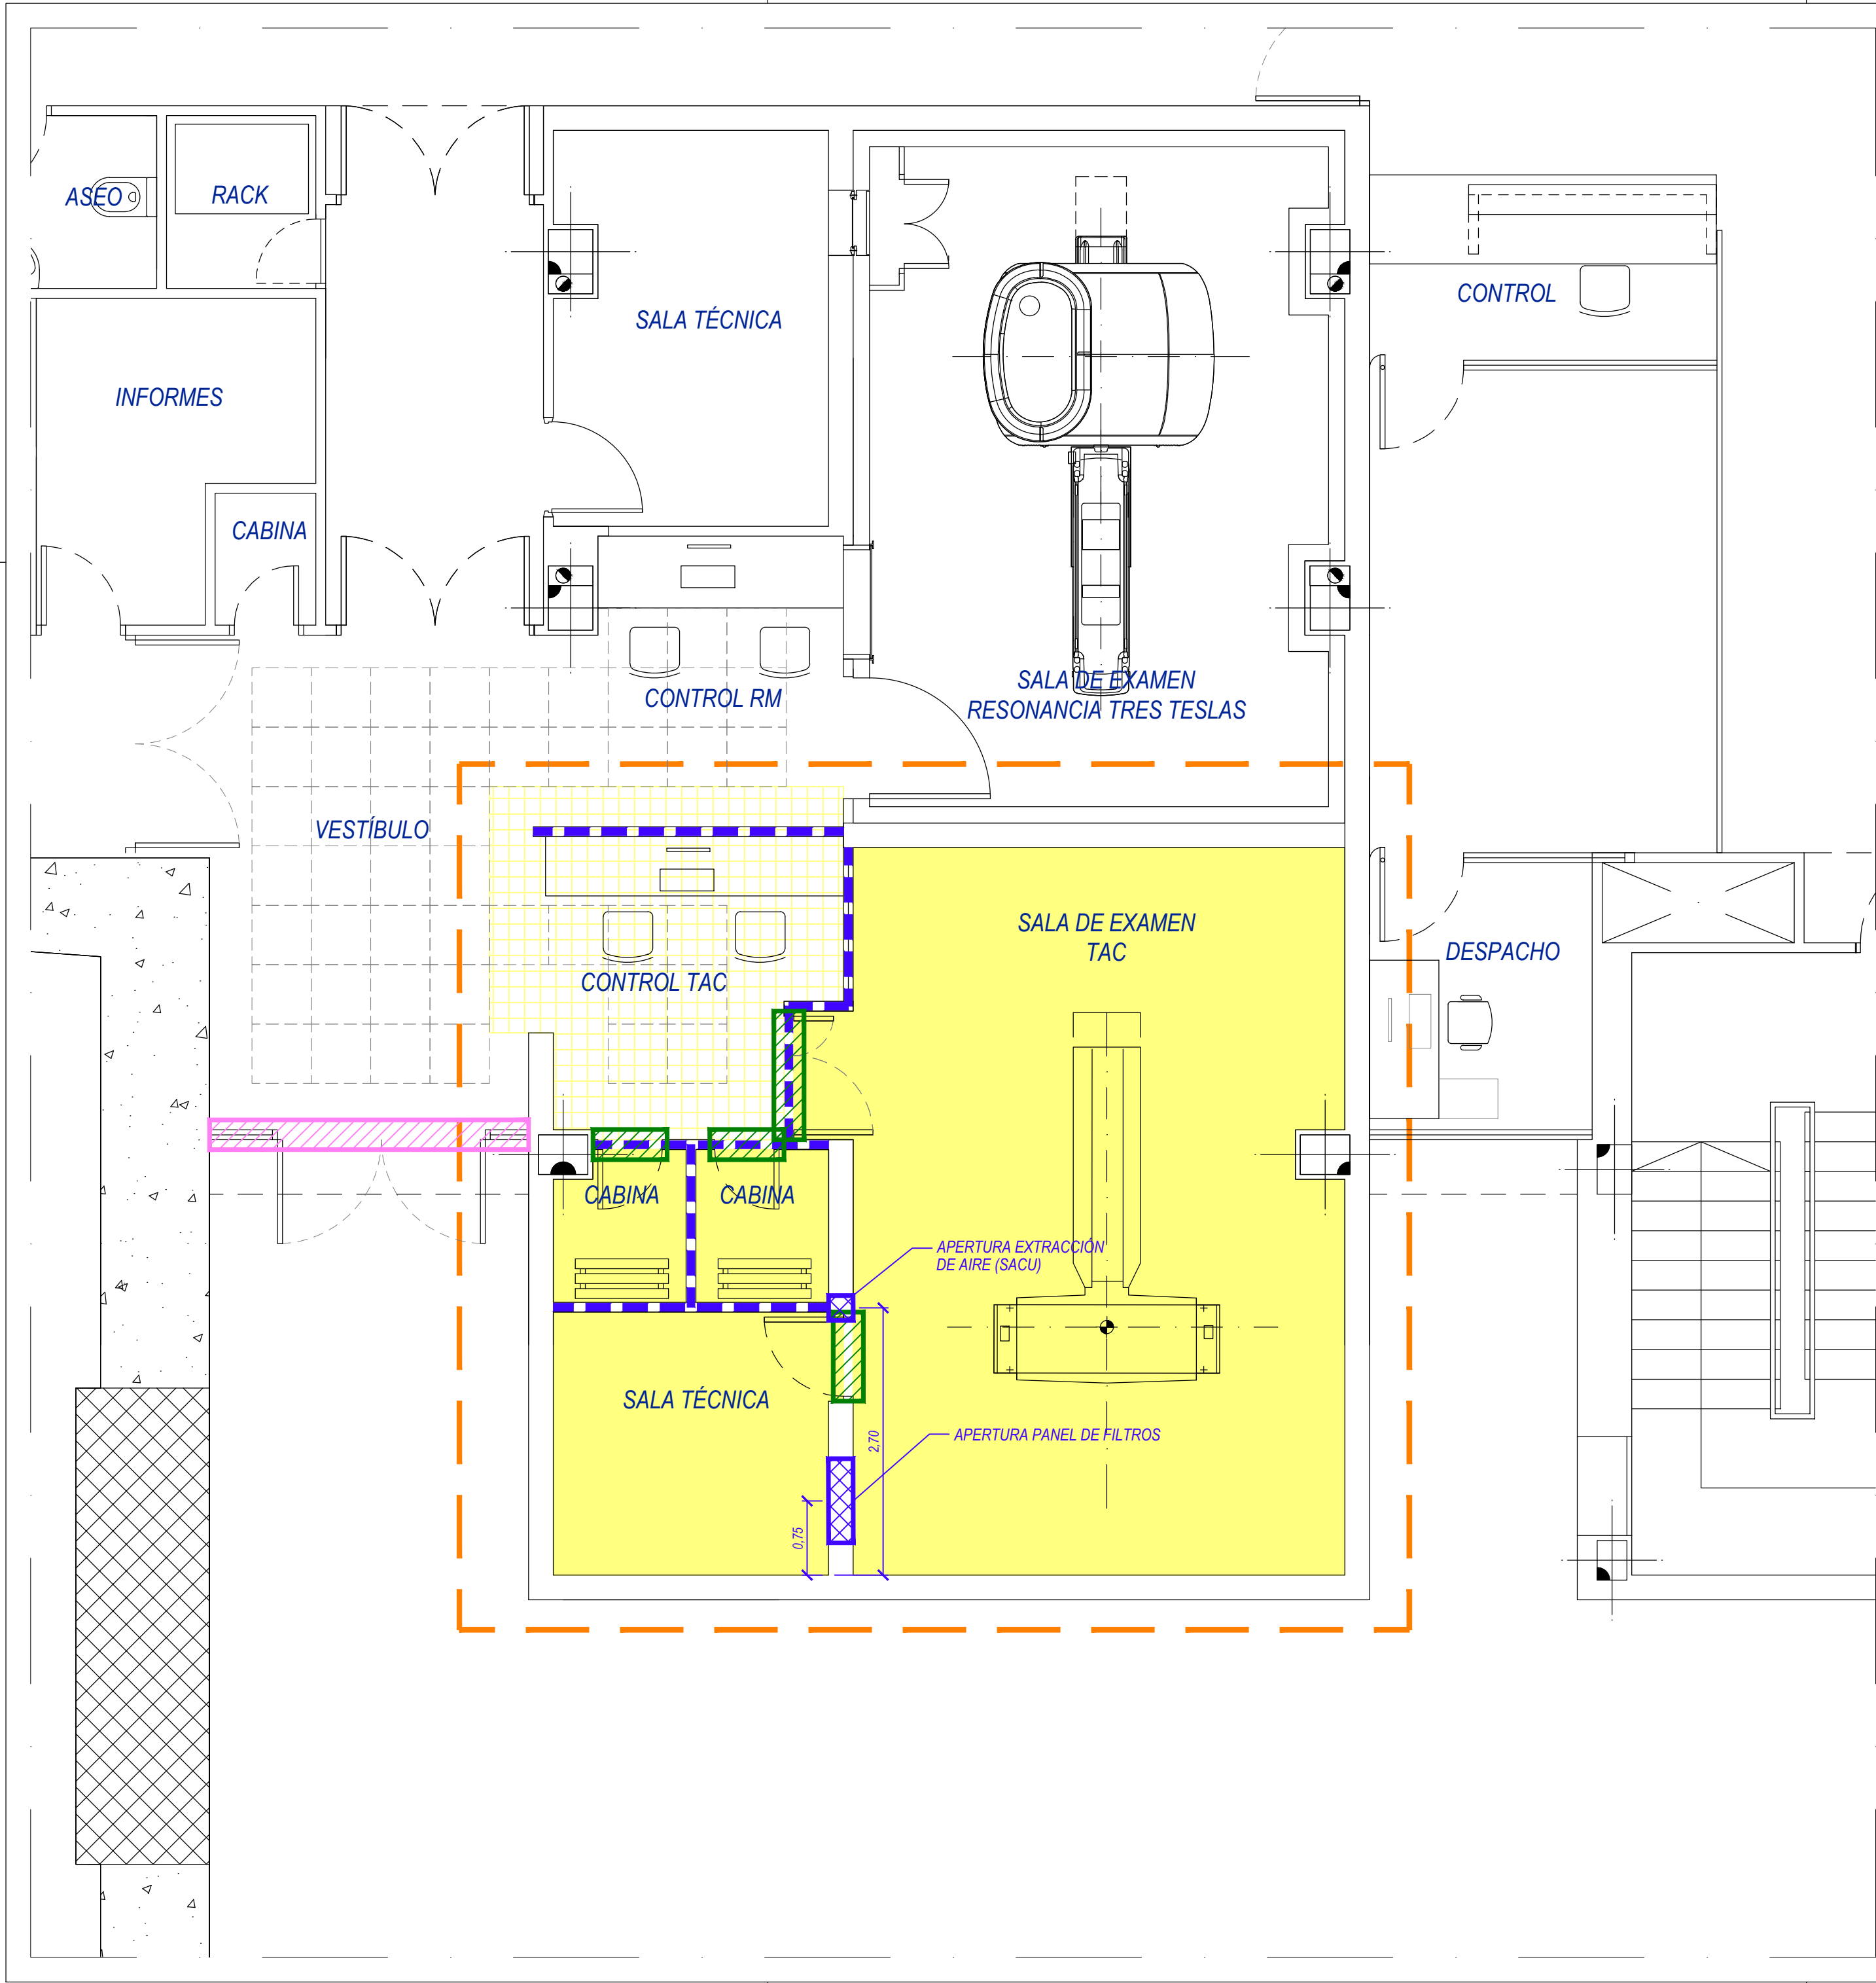 ASEO
RACK
SALA TÉCNICA
CONTROL
INFORMES
CABINA
CONTROL RM
SALA DE EXAMEN
RESONANCIA TRES TESLAS
VESTÍBULO
SALA DE EXAMEN
TAC
DESPACHO
CONTROL TAC
CABINA
CABINA
APERTURA EXTRACCIÓN
DE AIRE (SACU)
SALA TÉCNICA
2,70
APERTURA PANEL DE FILTROS
0,75